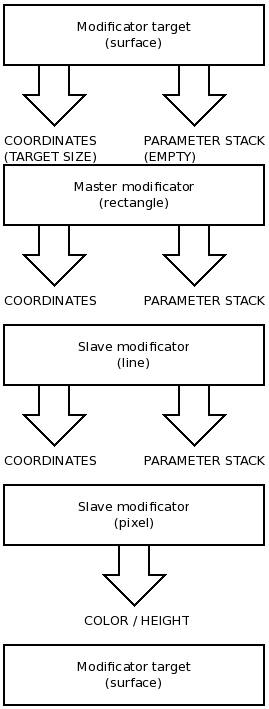 Modificator target
(surface)
COORDINATES
(TARGET SIZE)
PARAMETER STACK
(EMPTY)
Master modificator
(rectangle)
COORDINATES
PARAMETER STACK
Slave modificator
(line)
COORDINATES
PARAMETER STACK
Slave modificator
(pixel)
COLOR / HEIGHT
Modificator target
(surface)